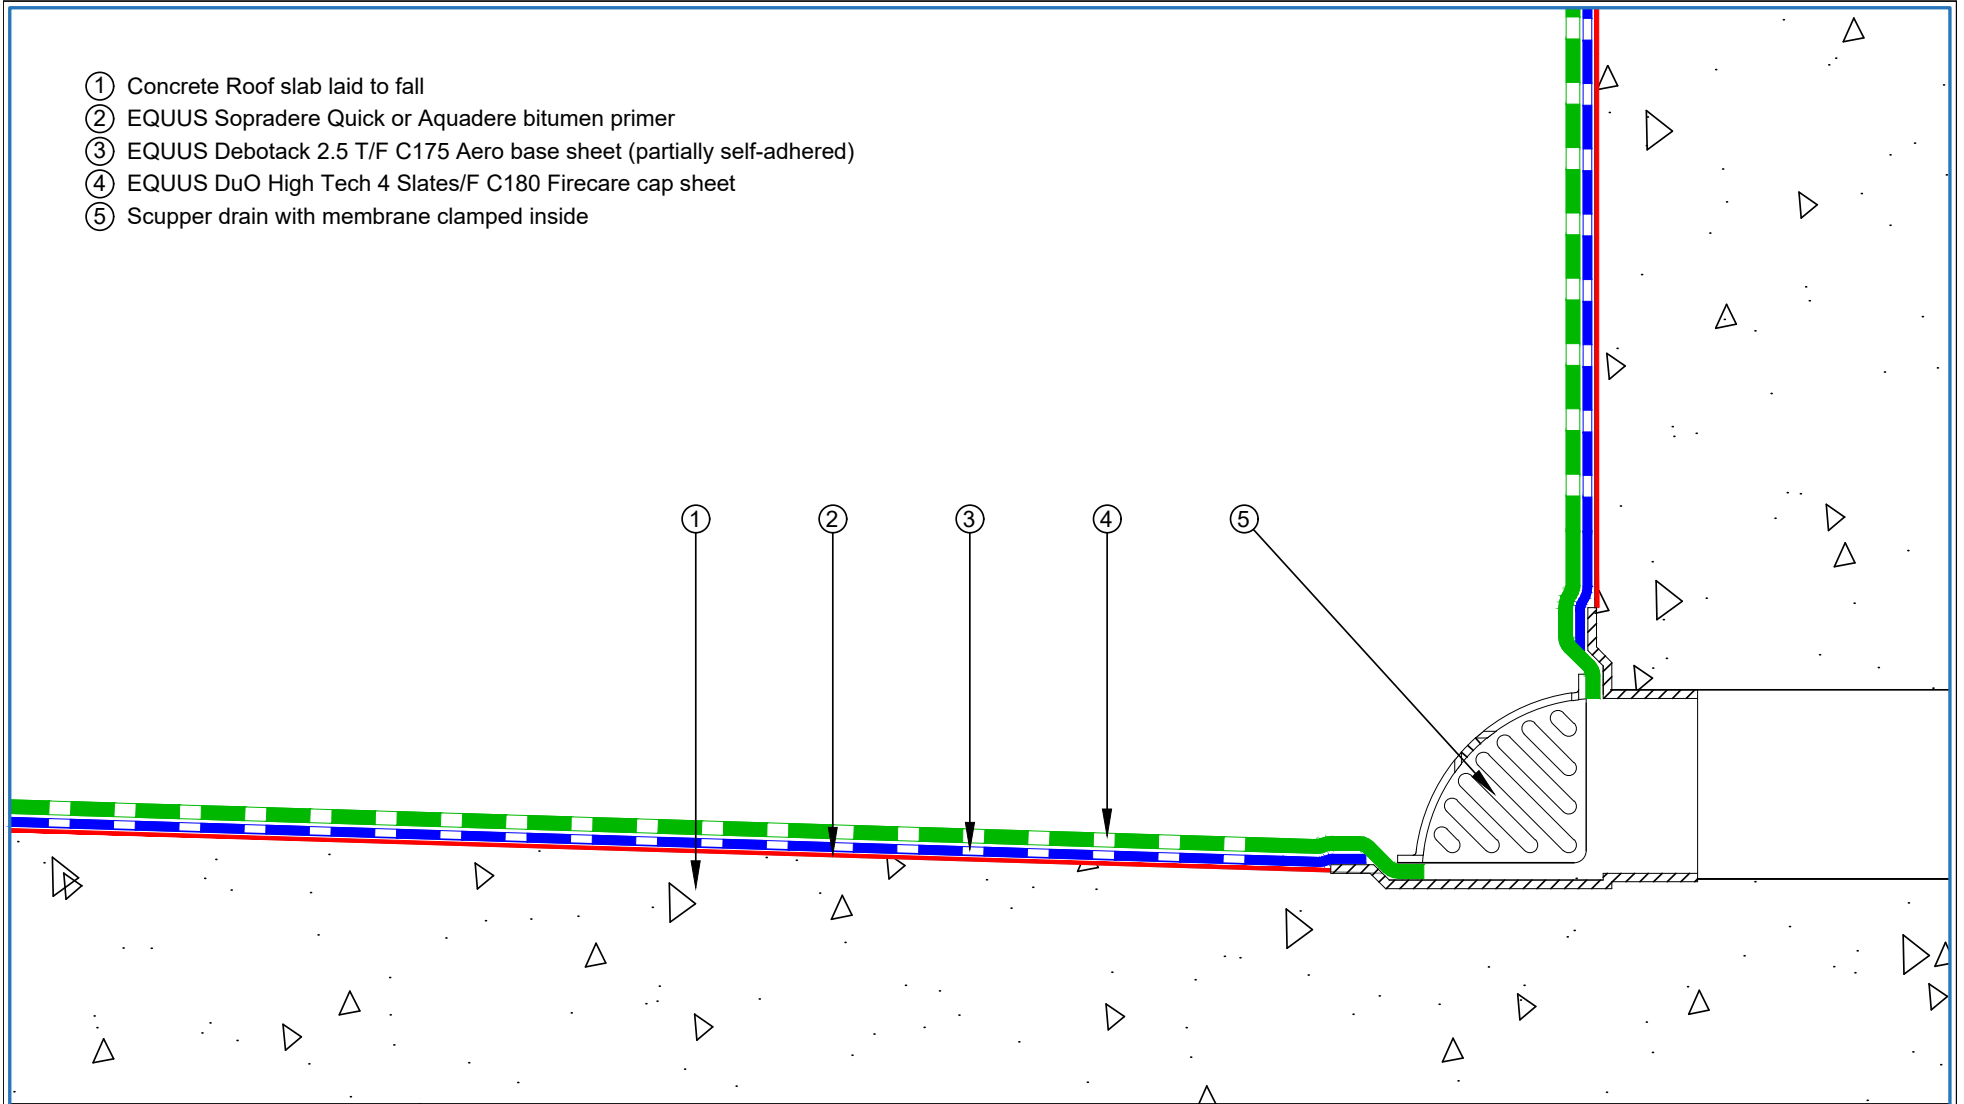 ① Concrete Roof slab laid to fall
② EQUUS Sopradere Quick or Aquadere bitumen primer
③ EQUUS Debotack 2.5 T/F C175 Aero base sheet (partially self-adhered)
④ EQUUS DuO High Tech 4 Slates/F C180 Firecare cap sheet
⑤ Scupper drain with membrane clamped inside
① ② ③ ④ ⑤